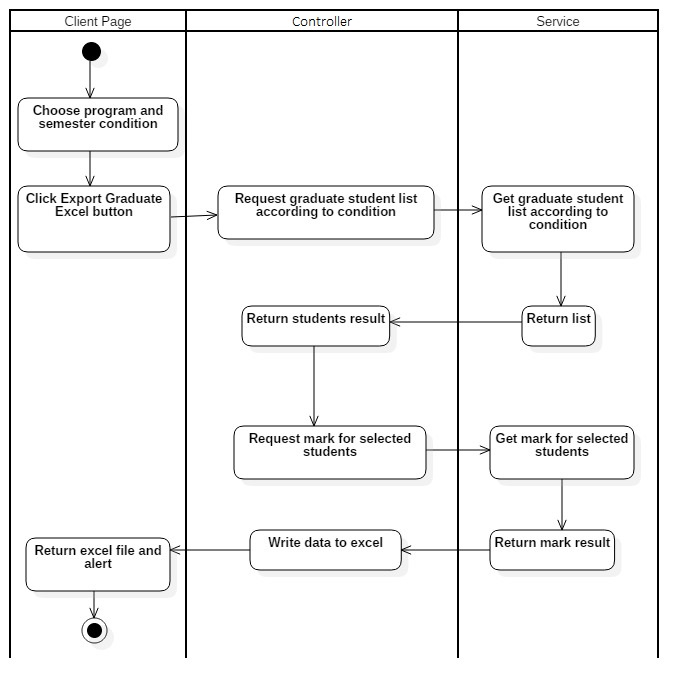 Client Page
Controller
Service
Choose program and
semester condition
Click Export Graduate
Excel button
Request graduate student list
according to condition
Get graduate student
list according to
condition
Return students result
Return list
Request mark for selected
students
Get mark for selected
students
Return excel file and
alert
Write data to excel
Return mark result